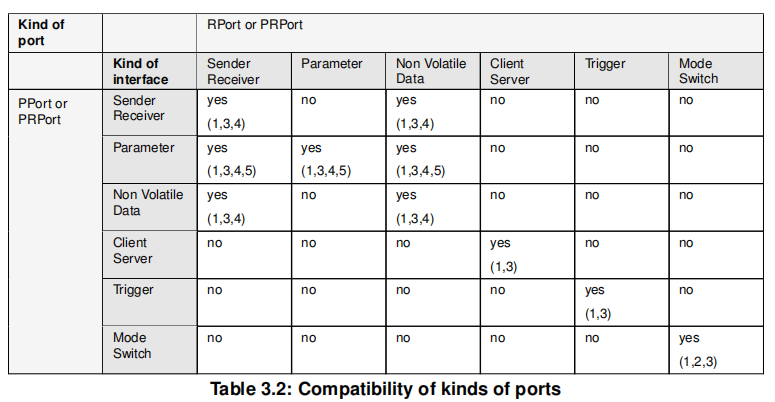 Kind of port RPort or PRPort
Kind of interface Sender Receiver Parameter Non Volatile Data Client Server Trigger Mode Switch
PPort or PRPort Sender Receiver yes (1,3,4) no yes (1,3,4) no no no
Parameter yes (1,3,4,5) yes (1,3,4,5) yes (1,3,4,5) no no no
Non Volatile Data yes (1,3,4) no yes (1,3,4) no no no
Client Server no no no yes (1,3) no no
Trigger no no no no yes (1,3) no
Mode Switch no no no no no yes (1,2,3)
Table 3.2: Compatibility of kinds of ports